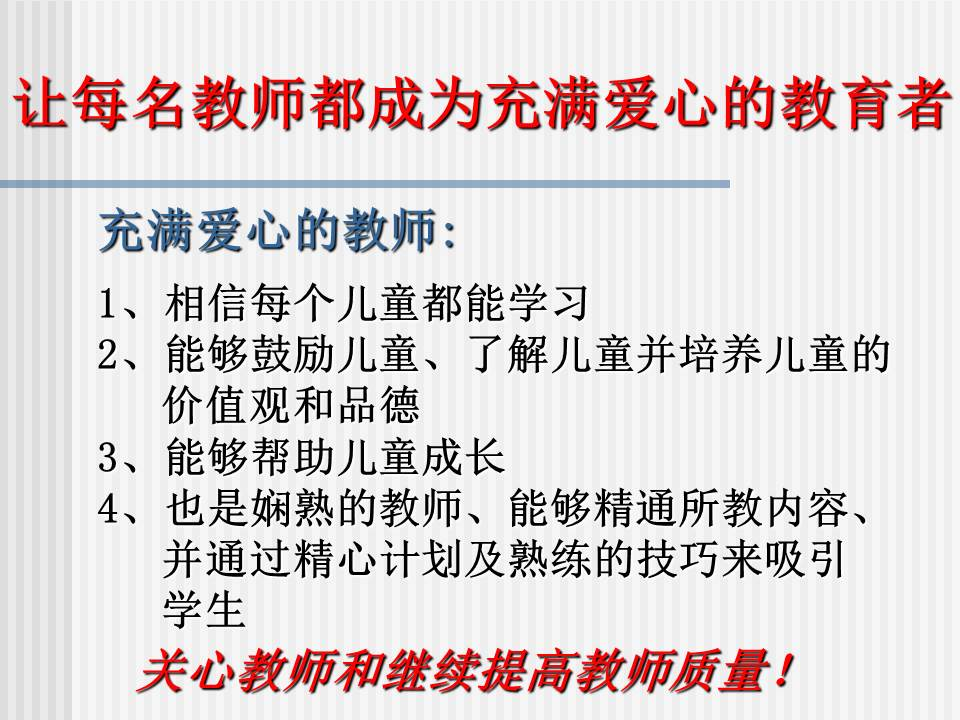 让每名教师都成为充满爱心的教育者
充满爱心的教师:
1、相信每个儿童都能学习
2、能够鼓励儿童、了解儿童并培养儿童的
价值观和品德
3、能够帮助儿童成长
4、也是娴熟的教师、能够精通所教内容、
并通过精心计划及熟练的技巧来吸引
学生
关心教师和继续提高教师质量！